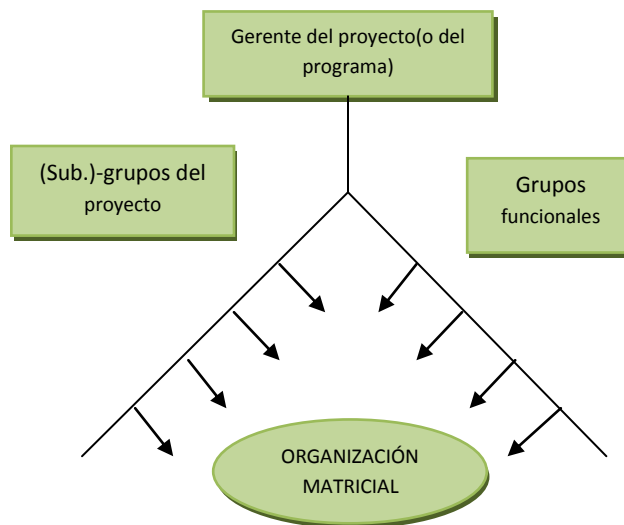 Gerente del proyecto(o del
programa)
(Sub.)-grupos del
proyecto
Grupos
funcionales
ORGANIZACIÓN
MATRICIAL